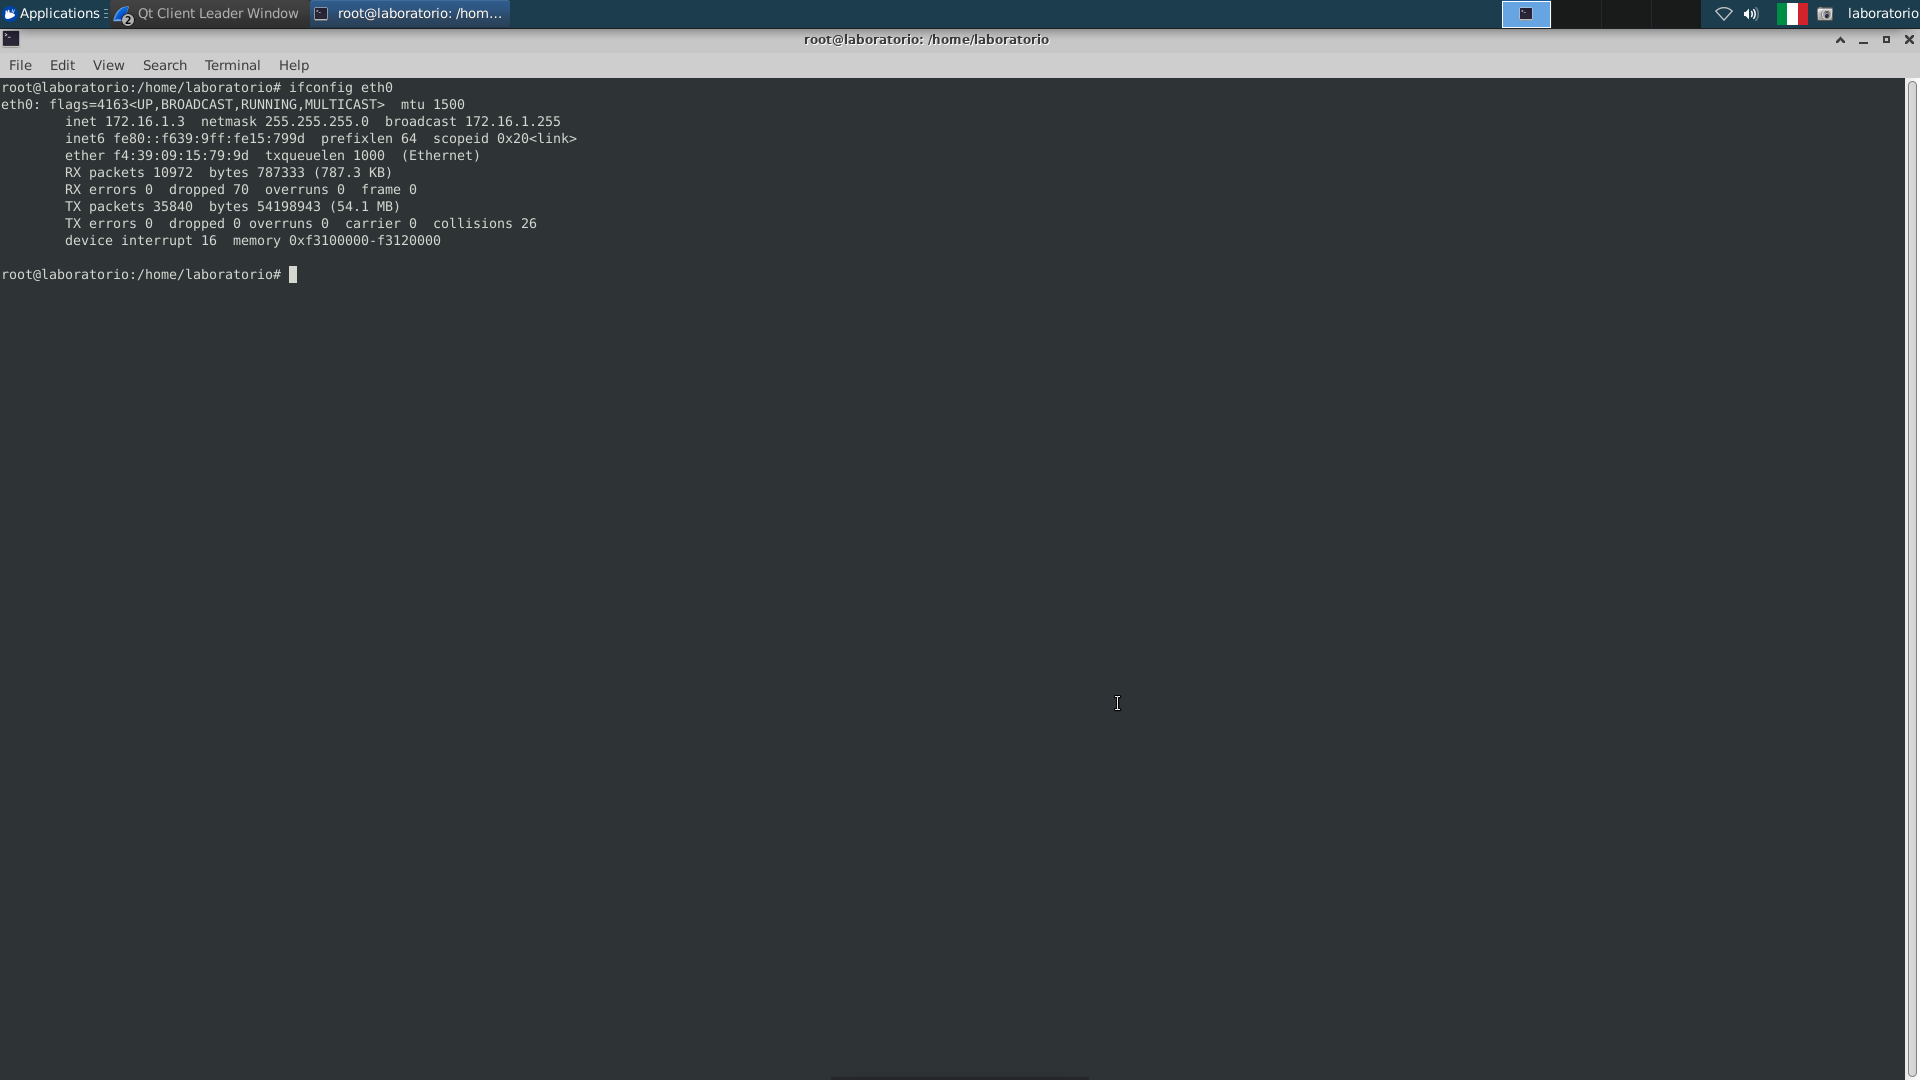 Applications Qt Client Leader Window root@laboratorio: /hom... laboratorio
2
root@laboratorio: /home/laboratorio
File Edit View Search Terminal Help
root@laboratorio:/home/laboratorio# ifconfig eth0
eth0: flags=4163<UP,BROADCAST,RUNNING,MULTICAST>  mtu 1500
        inet 172.16.1.3  netmask 255.255.255.0  broadcast 172.16.1.255
        inet6 fe80::f639:9ff:fe15:799d  prefixlen 64  scopeid 0x20<link>
        ether f4:39:09:15:79:9d  txqueuelen 1000  (Ethernet)
        RX packets 10972  bytes 787333 (787.3 KB)
        RX errors 0  dropped 70  overruns 0  frame 0
        TX packets 35840  bytes 54198943 (54.1 MB)
        TX errors 0  dropped 0 overruns 0  carrier 0  collisions 26
        device interrupt 16  memory 0xf3100000-f3120000
root@laboratorio:/home/laboratorio#